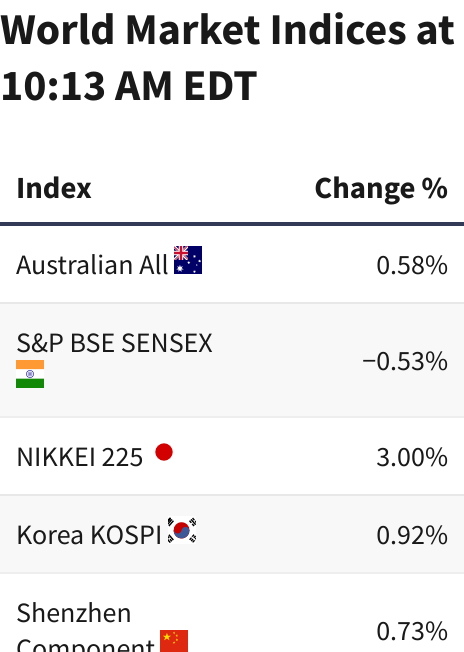 World Market Indices at
10:13 AM EDT
Index Change %
Australian All 0.58%
S&P BSE SENSEX
−0.53%
NIKKEI 225 3.00%
Korea KOSPI 0.92%
Shenzhen
0.73%
Component